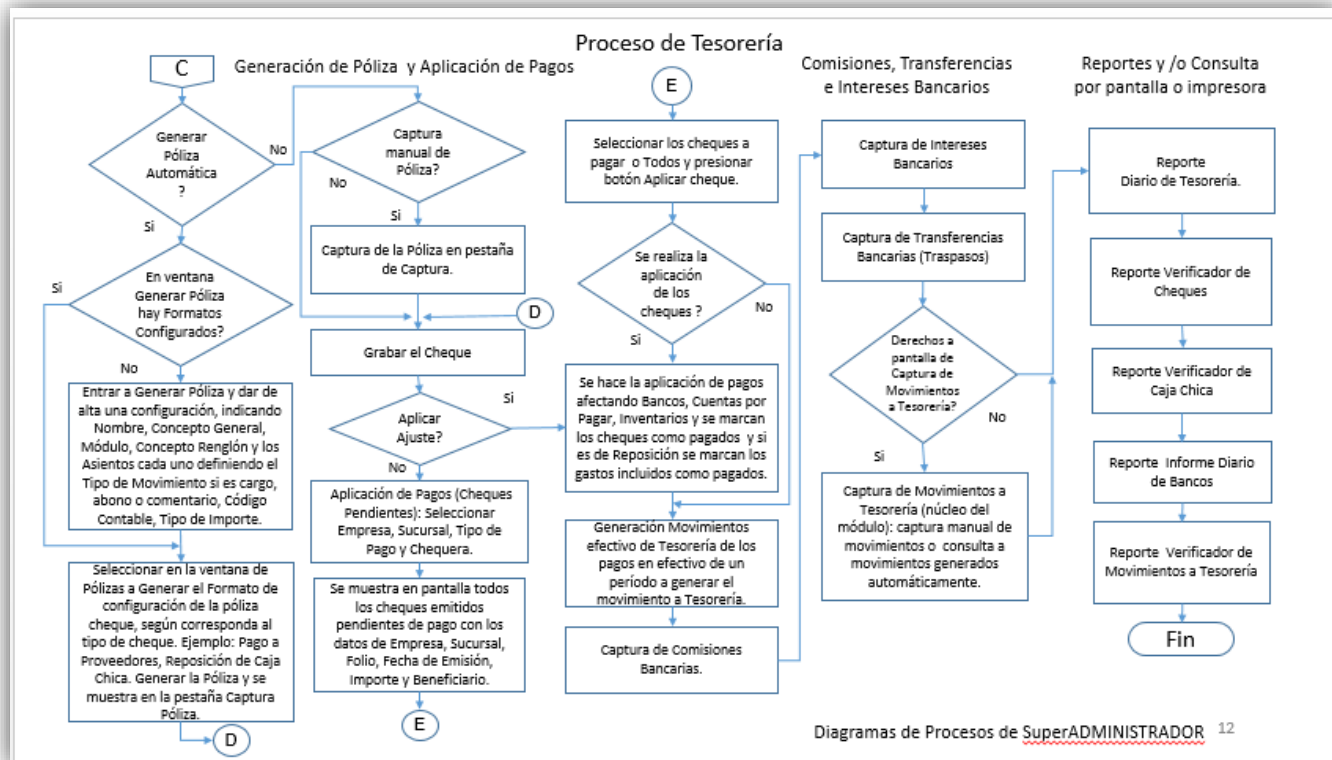 Proceso de Tesorería
C
Generación de Póliza y Aplicación de Pagos
Generar
Póliza
Automática
?
No
Si
En ventana
Generar Póliza
hay Formatos
Configurados?
Si
No
Entrar a Generar Póliza y dar de
alta una configuración, indicando
Nombre, Concepto General,
Módulo, Concepto Renglón y los
Asientos cada uno definiendo el
Tipo de Movimiento si es cargo,
abono o comentario, Código
Contable, Tipo de Importe.
Seleccionar en la ventana de
Pólizas a Generar el Formato de
configuración de la póliza
cheque, según corresponda al
tipo de cheque. Ejemplo: Pago a
Proveedores, Reposición de Caja
Chica. Generar la Póliza y se
muestra en la pestaña Captura
Póliza.
D
Captura
manual de
Póliza?
No
Si
Captura de la Póliza en pestaña
de Captura.
D
Grabar el Cheque
Aplicar
Ajuste?
Si
No
Aplicación de Pagos (Cheques
Pendientes): Seleccionar
Empresa, Sucursal, Tipo de
Pago y Chequera.
Se muestra en pantalla todos
los cheques emitidos
pendientes de pago con los
datos de Empresa, Sucursal,
Folio, Fecha de Emisión,
Importe y Beneficiario.
E
E
Seleccionar los cheques a
pagar o Todos y presionar
botón Aplicar cheque.
Se realiza la
aplicación
de los
cheques ?
No
Si
Se hace la aplicación de pagos
afectando Bancos, Cuentas por
Pagar, Inventarios y se marcan
los cheques como pagados y si
es de Reposición se marcan los
gastos incluidos como pagados.
Generación Movimientos
efectivo de Tesorería de los
pagos en efectivo de un
período a generar el
movimiento a Tesorería.
Captura de Comisiones
Bancarias.
Comisiones, Transferencias
e Intereses Bancarios
Captura de Intereses
Bancarios
Captura de Transferencias
Bancarias (Traspasos)
Derechos a
pantalla de
Captura de
Movimientos
a Tesorería?
No
Si
Captura de Movimientos a
Tesorería (núcleo del
módulo): captura manual de
movimientos o consulta a
movimientos generados
automáticamente.
Reportes y /o Consulta
por pantalla o impresora
Reporte
Diario de Tesorería.
Reporte Verificador de
Cheques
Reporte Verificador de
Caja Chica
Reporte Informe Diario
de Bancos
Reporte Verificador de
Movimientos a Tesorería
Fin
Diagramas de Procesos de SuperADMINISTRADOR 12